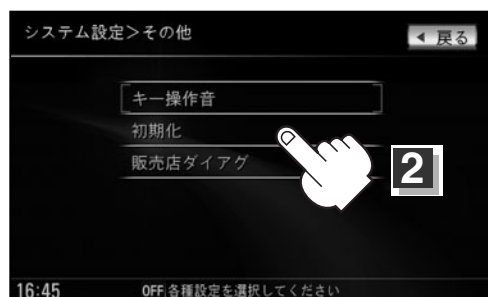 システム設定＞その他
◀ 戻る
キー操作音
初期化
販売店ダイアグ
2
16:45 OFF 各種設定を選択してください